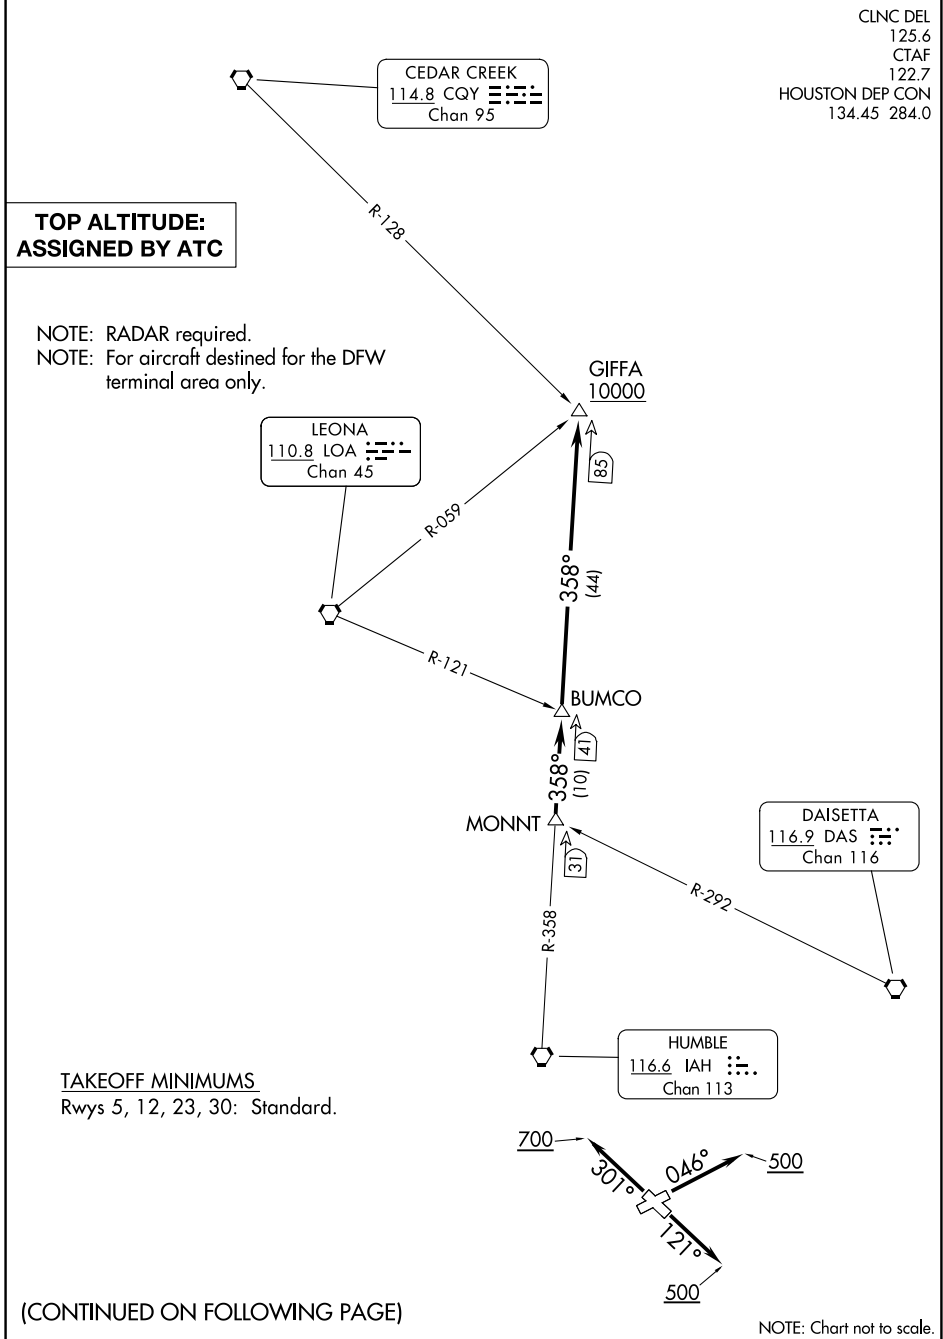 CLNC DEL
125.6
CTAF
122.7
HOUSTON DEP CON
134.45 284.0
CEDAR CREEK
114.8 CQY
Chan 95
R-128
TOP ALTITUDE:
ASSIGNED BY ATC
NOTE: RADAR required.
NOTE: For aircraft destined for the DFW
terminal area only.
GIFFA
10000
LEONA
110.8 LOA
Chan 45
85
R-059
358°
(44)
R-121
BUMCO
41
358°
(10)
MONNT
31
DAISETTA
116.9 DAS
Chan 116
R-292
R-358
HUMBLE
116.6 IAH
Chan 113
TAKEOFF MINIMUMS
Rwys 5, 12, 23, 30: Standard.
700
301°
046°
500
121°
500
(CONTINUED ON FOLLOWING PAGE)
NOTE: Chart not to scale.